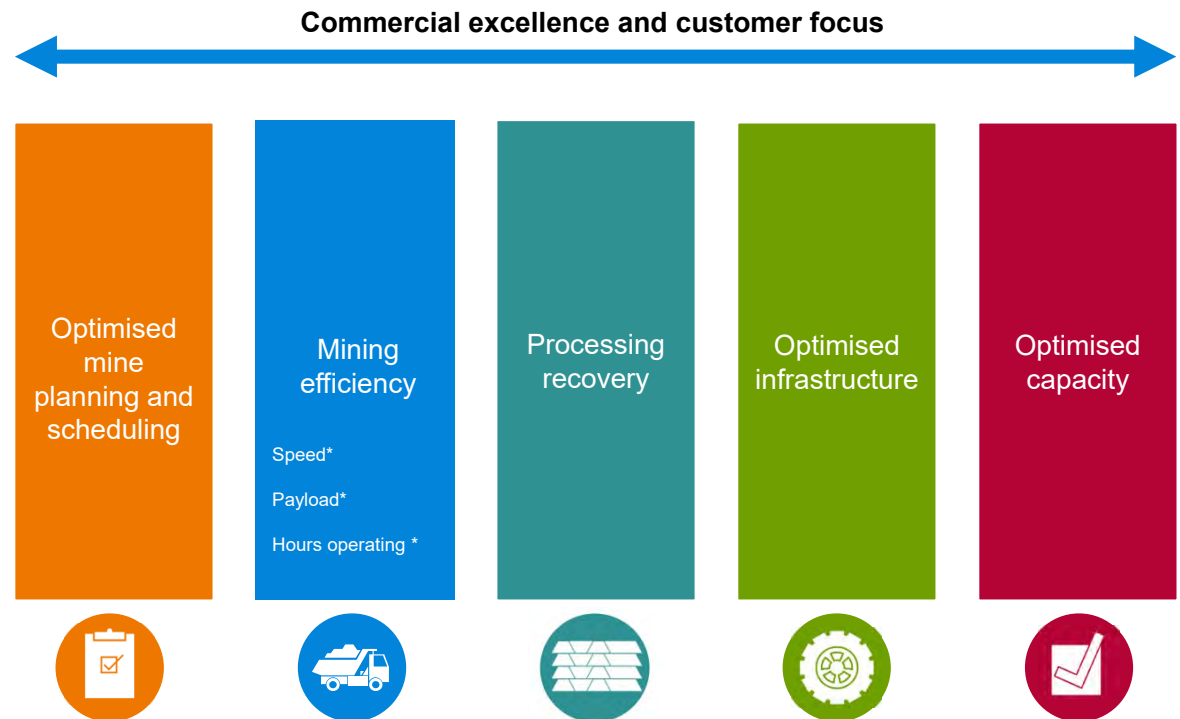 Commercial excellence and customer focus
Optimised
mine
planning and
scheduling
Mining
efficiency
Speed*
Payload*
Hours operating *
Processing
recovery
Optimised
infrastructure
Optimised
capacity